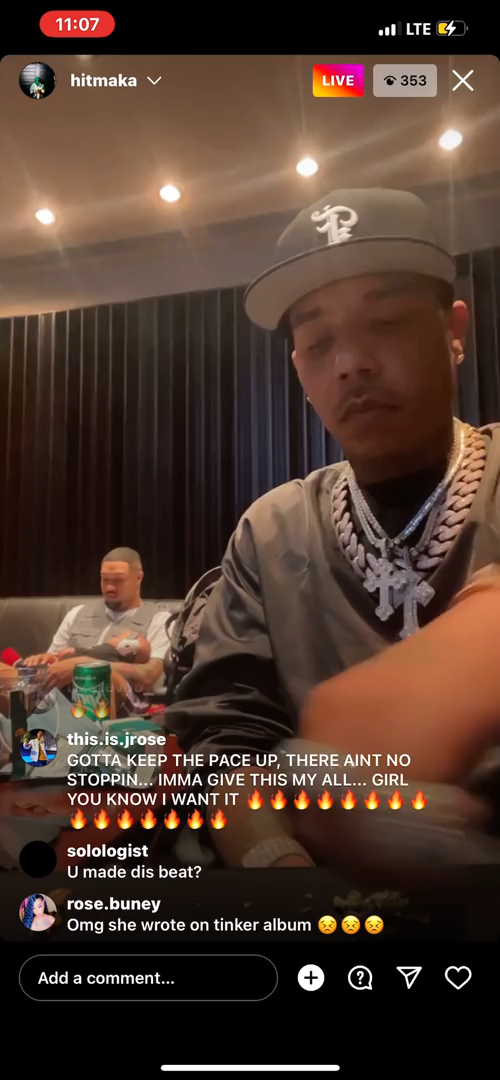 11:07
LTE
hitmaka
LIVE
353
this.is.jrose
GOTTA KEEP THE PACE UP, THERE AINT NO
STOPPIN... IMMA GIVE THIS MY ALL... GIRL
YOU KNOW I WANT IT 🔥🔥🔥🔥🔥🔥🔥🔥
🔥🔥🔥🔥🔥🔥🔥
solologist
U made dis beat?
rose.buney
Omg she wrote on tinker album 😣😣😣
Add a comment...